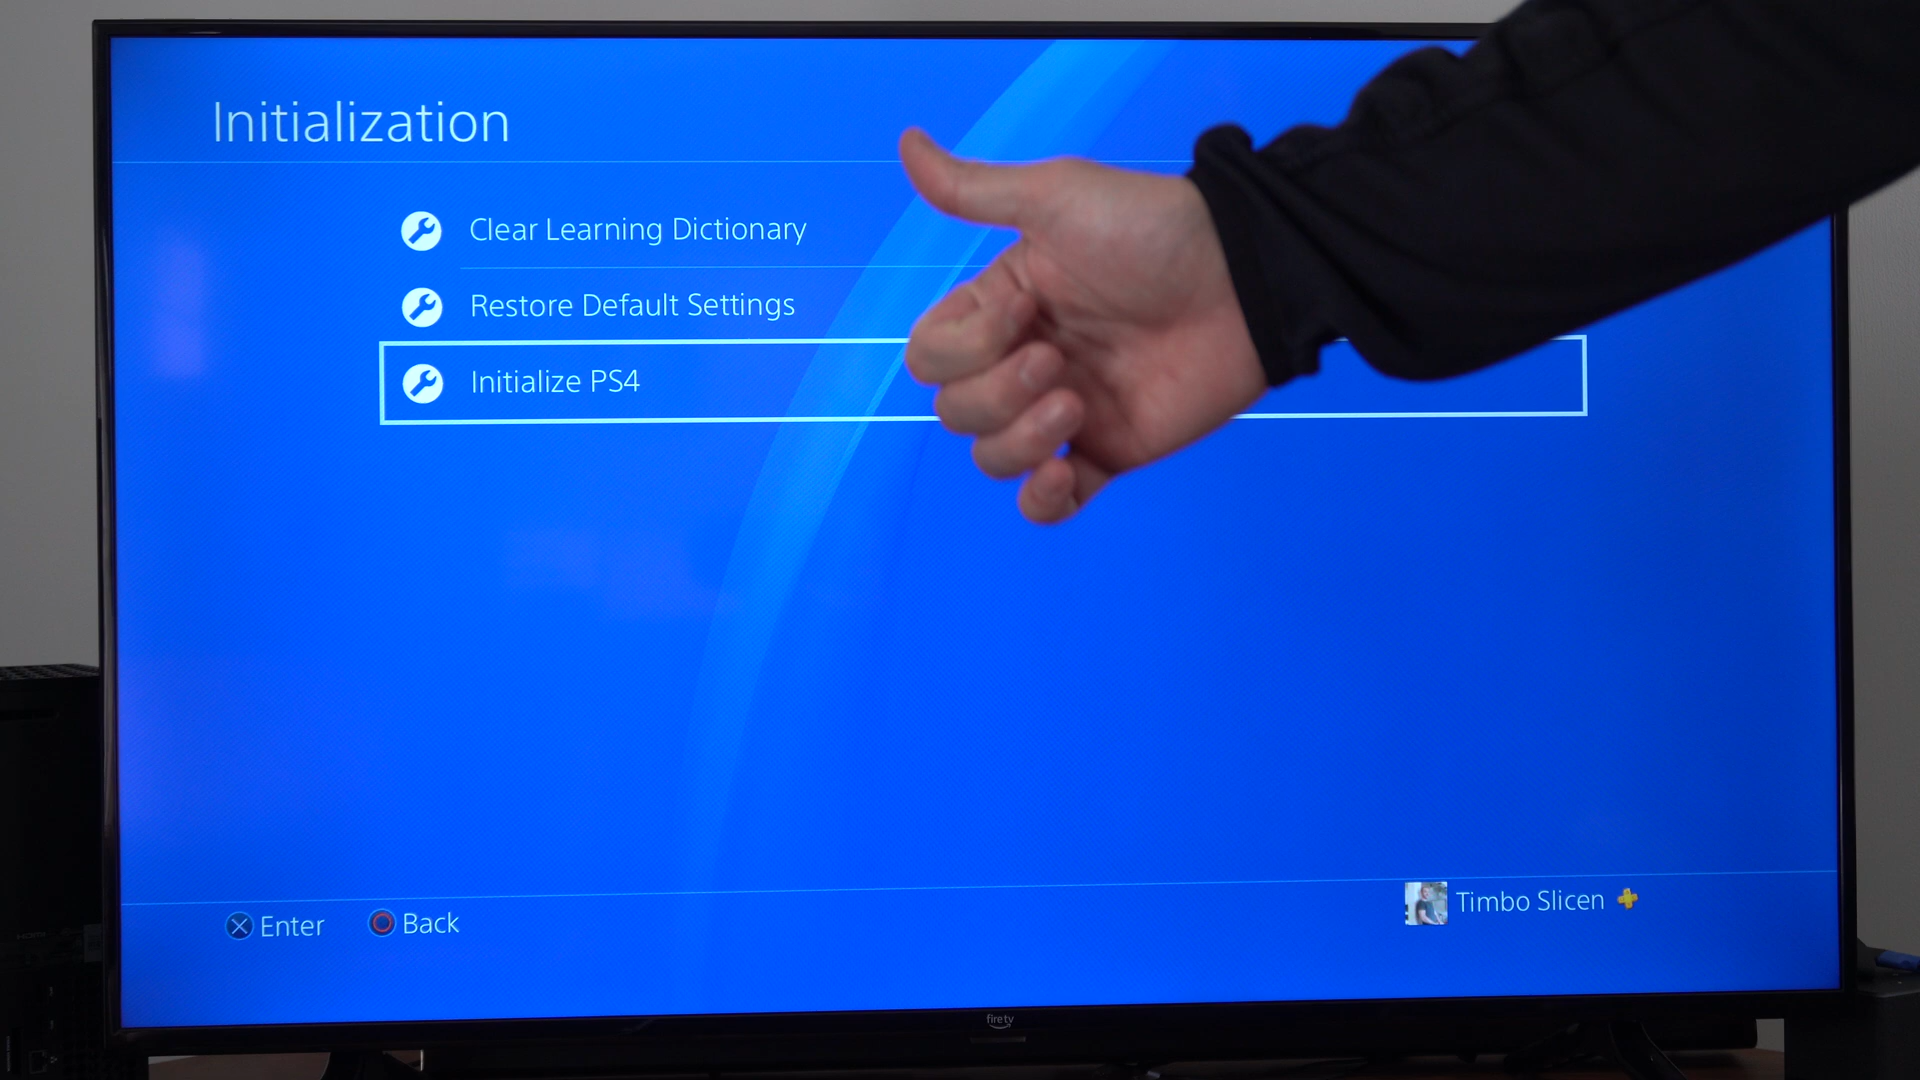 Initialization
Clear Learning Dictionary
Restore Default Settings
Initialize PS4
Enter
Back
Timbo Slicen
firetv